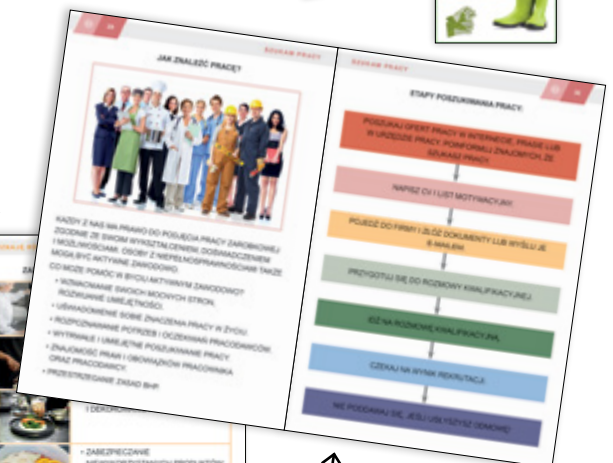 SZUKAM PRACY
JAK ZNALEŹĆ PRACĘ?
KAŻDY Z NAS MA PRAWO DO PODJĘCIA PRACY ZAROBKOWEJ
ZGODNIE ZE SWOIM WYKSZTAŁCENIEM, DOŚWIADCZENIEM
I MOŻLIWOŚCIAMI. OSOBY Z NIEPEŁNOSPRAWNOŚCIAMI TAKŻE
MOGĄ BYĆ AKTYWNE ZAWODOWO.
CO MOŻE POMÓC W BYCIU AKTYWNYM ZAWODOWO?
• WZMACNIANIE SWOICH MOCNYCH STRON,
ROZWIJANIE UMIEJĘTNOŚCI.
• UŚWIADOMIENIE SOBIE ZNACZENIA PRACY W ŻYCIU.
• ROZPOZNAWANIE POTRZEB I OCZEKIWAŃ PRACODAWCÓW.
• WYTRWAŁE I UMIEJĘTNE POSZUKIWANIE PRACY.
• ZNAJOMOŚĆ PRAW I OBOWIĄZKÓW PRACOWNIKA
ORAZ PRACODAWCY.
• PRZESTRZEGANIE ZASAD BHP.
SZUKAM PRACY
ETAPY POSZUKIWANIA PRACY:
POSZUKAJ OFERT PRACY W INTERNECIE, PRASIE LUB
W URZĘDZIE PRACY. POINFORMUJ ZNAJOMYCH, ŻE
SZUKASZ PRACY.
NAPISZ CV I LIST MOTYWACYJNY.
POJEDŹ DO FIRMY I ZŁÓŻ DOKUMENTY LUB WYŚLIJ JE
E-MAILEM.
PRZYGOTUJ SIĘ DO ROZMOWY KWALIFIKACYJNEJ.
IDŹ NA ROZMOWĘ KWALIFIKACYJNĄ.
CZEKAJ NA WYNIK REKRUTACJI.
NIE PODDAWAJ SIĘ, JEŚLI USŁYSZYSZ ODMOWĘ!
• ZABEZPIECZANIE